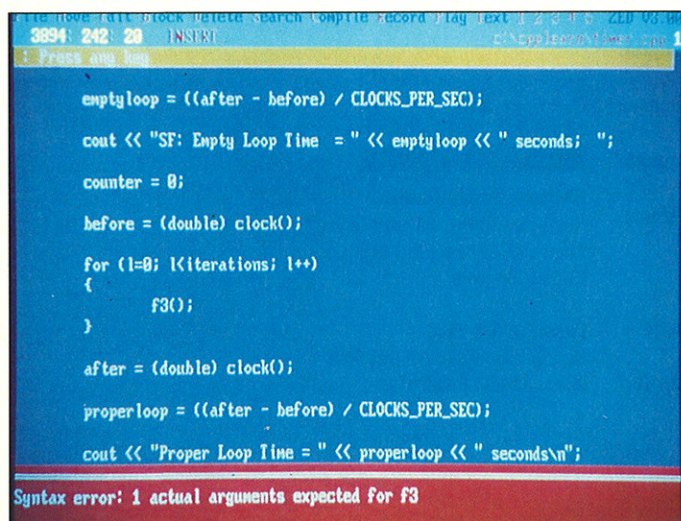 File Move Tait Block Delete Search Compile Record Play Text 1 2 3 4 5 ZED V3.00
3894: 242: 20 INSERT 1
: Press any key
emptyloop = ((after - before) / CLOCKS_PER_SEC);
cout << "SF: Empty Loop Time = " << emptyloop << " seconds; ";
counter = 0;
before = (double) clock();
for (l=0; l<iterations; l++)
{
f3();
}
after = (double) clock();
properloop = ((after - before) / CLOCKS_PER_SEC);
cout << "Proper Loop Time = " << properloop << " seconds\n";
Syntax error: 1 actual arguments expected for f3